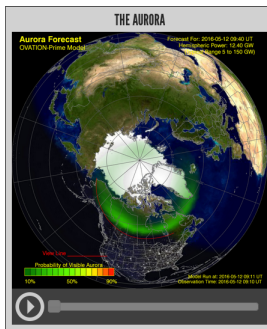 THE AURORA
Aurora Forecast
OVATION-Prime Model
Forecast For: 2016-05-12 09:40 UT
Hemispheric Power: 12.40 GW
Range 5 to 150 GW)
View Line
Probability of Visible Aurora
10% 50% 90%
Model Run at: 2016-05-12 09:11 UT
Observation Time: 2016-05-12 09:10 UT